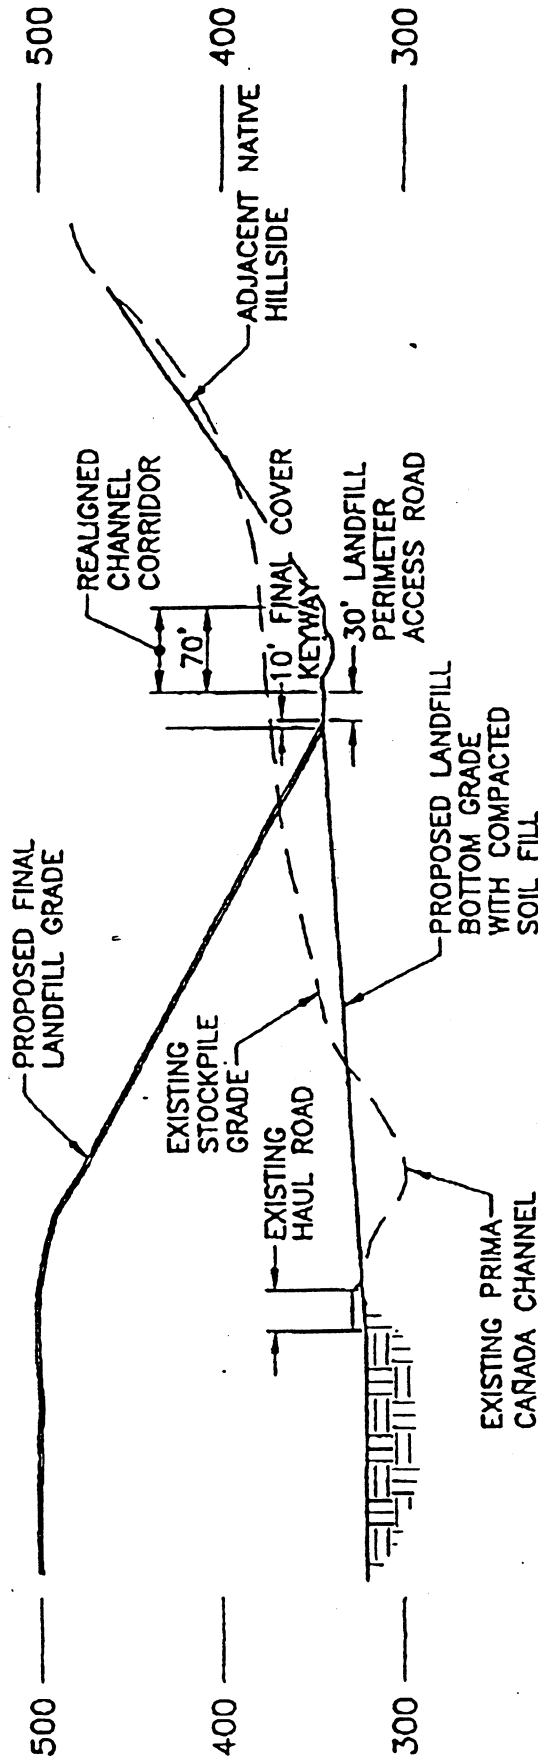 500
400
300
500
400
300
PROPOSED FINAL
LANDFILL GRADE
EXISTING
STOCKPILE
GRADE
EXISTING
HAUL ROAD
EXISTING PRIMA
CAÑADA CHANNEL
PROPOSED LANDFILL
BOTTOM GRADE
WITH COMPACTED
SOIL FILL
REALIGNED
CHANNEL
CORRIDOR
70'
10' FINAL COVER
KEYWAY
30' LANDFILL
PERIMETER
ACCESS ROAD
ADJACENT NATIVE
HILLSIDE